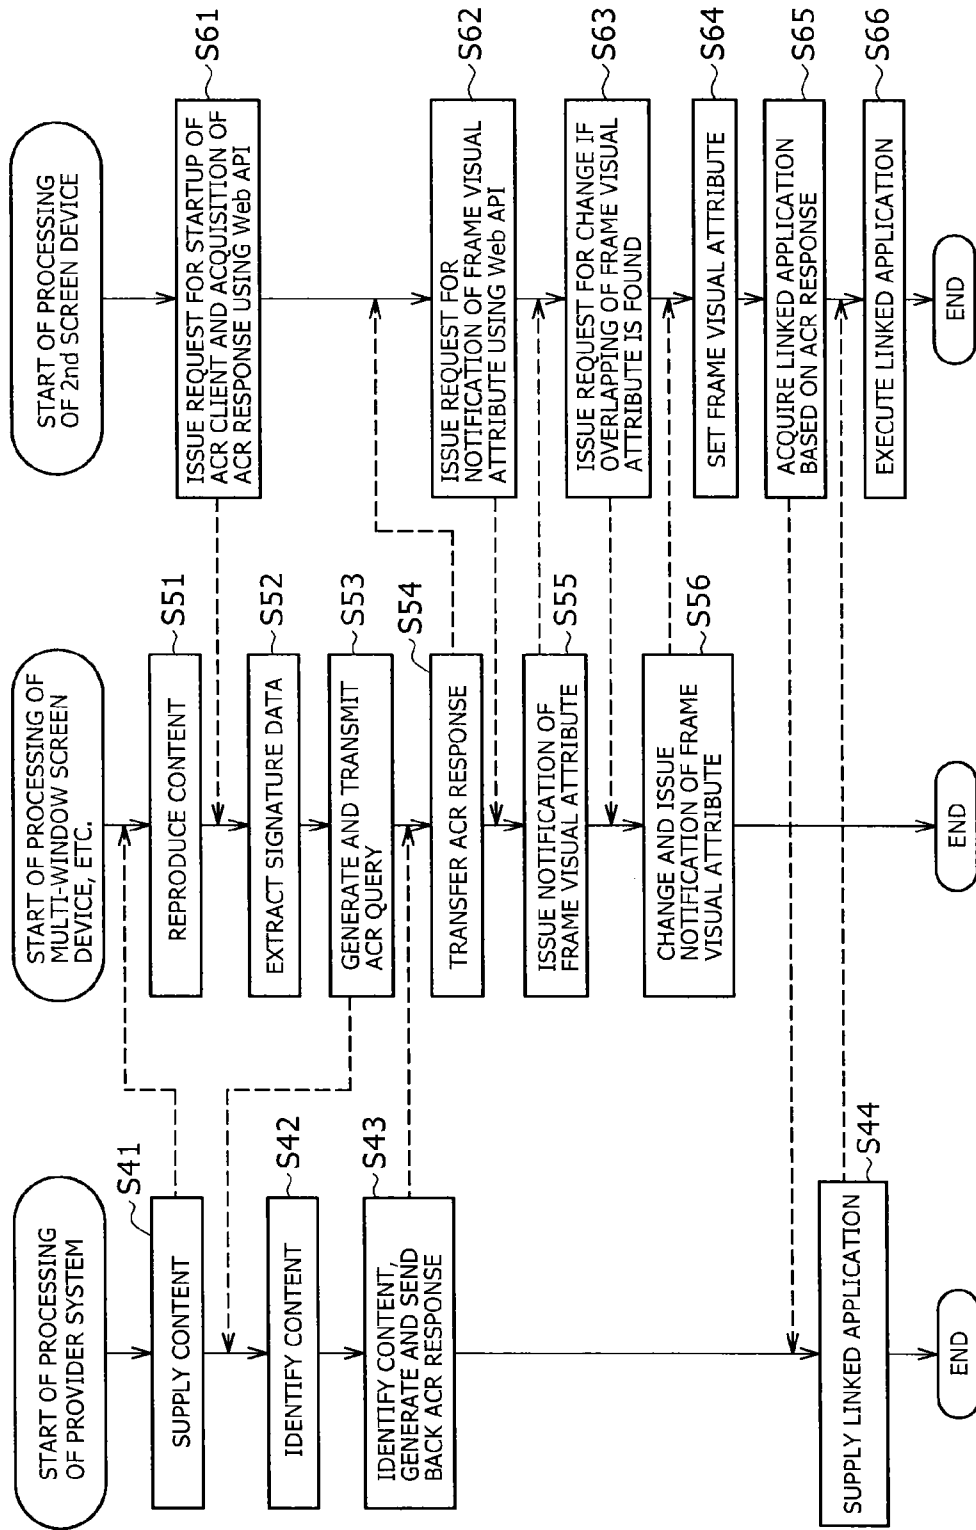 START OF PROCESSING
OF PROVIDER SYSTEM
S41
SUPPLY CONTENT
S42
IDENTIFY CONTENT
S43
IDENTIFY CONTENT,
GENERATE AND SEND
BACK ACR RESPONSE
S44
SUPPLY LINKED APPLICATION
END
START OF PROCESSING OF
MULTI-WINDOW SCREEN
DEVICE, ETC.
S51
REPRODUCE CONTENT
S52
EXTRACT SIGNATURE DATA
S53
GENERATE AND TRANSMIT
ACR QUERY
S54
TRANSFER ACR RESPONSE
S55
ISSUE NOTIFICATION OF
FRAME VISUAL ATTRIBUTE
S56
CHANGE AND ISSUE
NOTIFICATION OF FRAME
VISUAL ATTRIBUTE
END
START OF PROCESSING
OF 2nd SCREEN DEVICE
S61
ISSUE REQUEST FOR STARTUP OF
ACR CLIENT AND ACQUISITION OF
ACR RESPONSE USING Web API
S62
ISSUE REQUEST FOR
NOTIFICATION OF FRAME VISUAL
ATTRIBUTE USING Web API
S63
ISSUE REQUEST FOR CHANGE IF
OVERLAPPING OF FRAME VISUAL
ATTRIBUTE IS FOUND
S64
SET FRAME VISUAL ATTRIBUTE
S65
ACQUIRE LINKED APPLICATION
BASED ON ACR RESPONSE
S66
EXECUTE LINKED APPLICATION
END